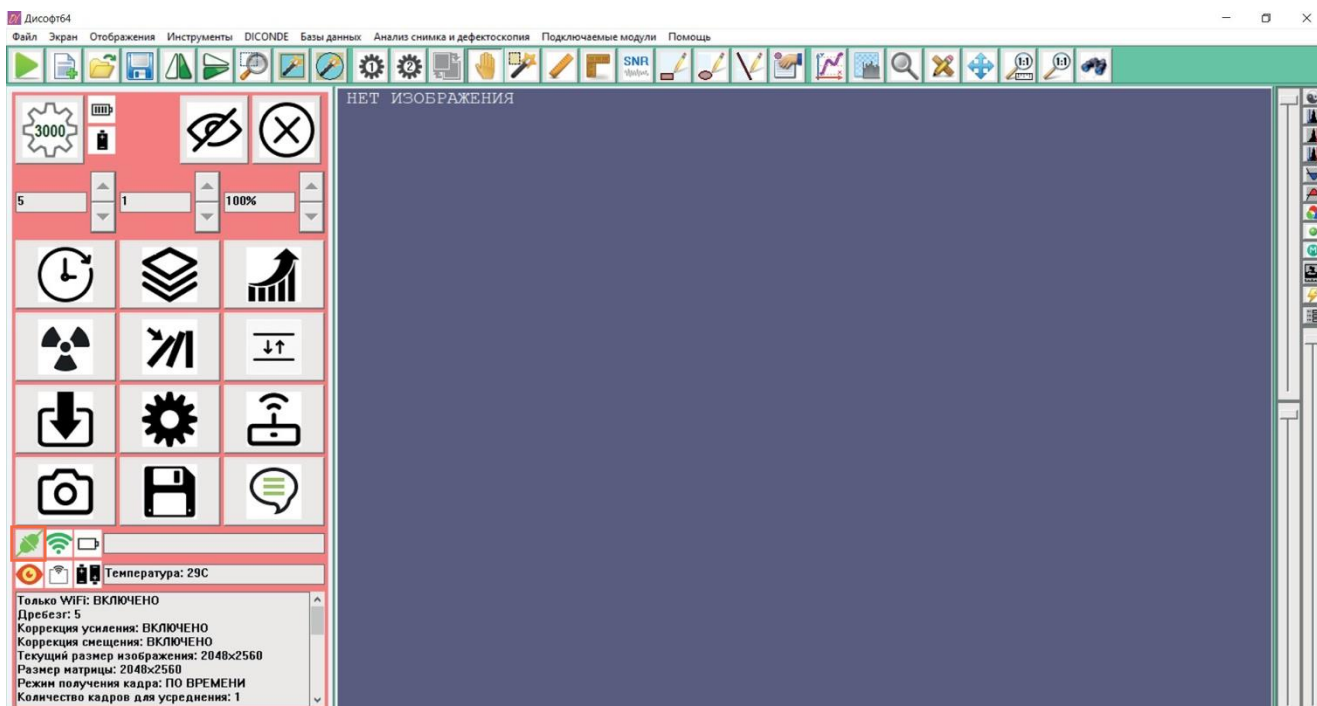 Дисофт64
Файл Экран Отображения Инструменты DICONDE Базы данных Анализ снимка и дефектоскопия Подключаемые модули Помощь
1 2 SNR 1:1 1:1
НЕТ ИЗОБРАЖЕНИЯ
3000
5 1 100%
Температура: 29С
Только WiFi: ВКЛЮЧЕНО
Дребезг: 5
Коррекция усиления: ВКЛЮЧЕНО
Коррекция смещения: ВКЛЮЧЕНО
Текущий размер изображения: 2048x2560
Размер матрицы: 2048x2560
Режим получения кадра: ПО ВРЕМЕНИ
Количество кадров для усреднения: 1